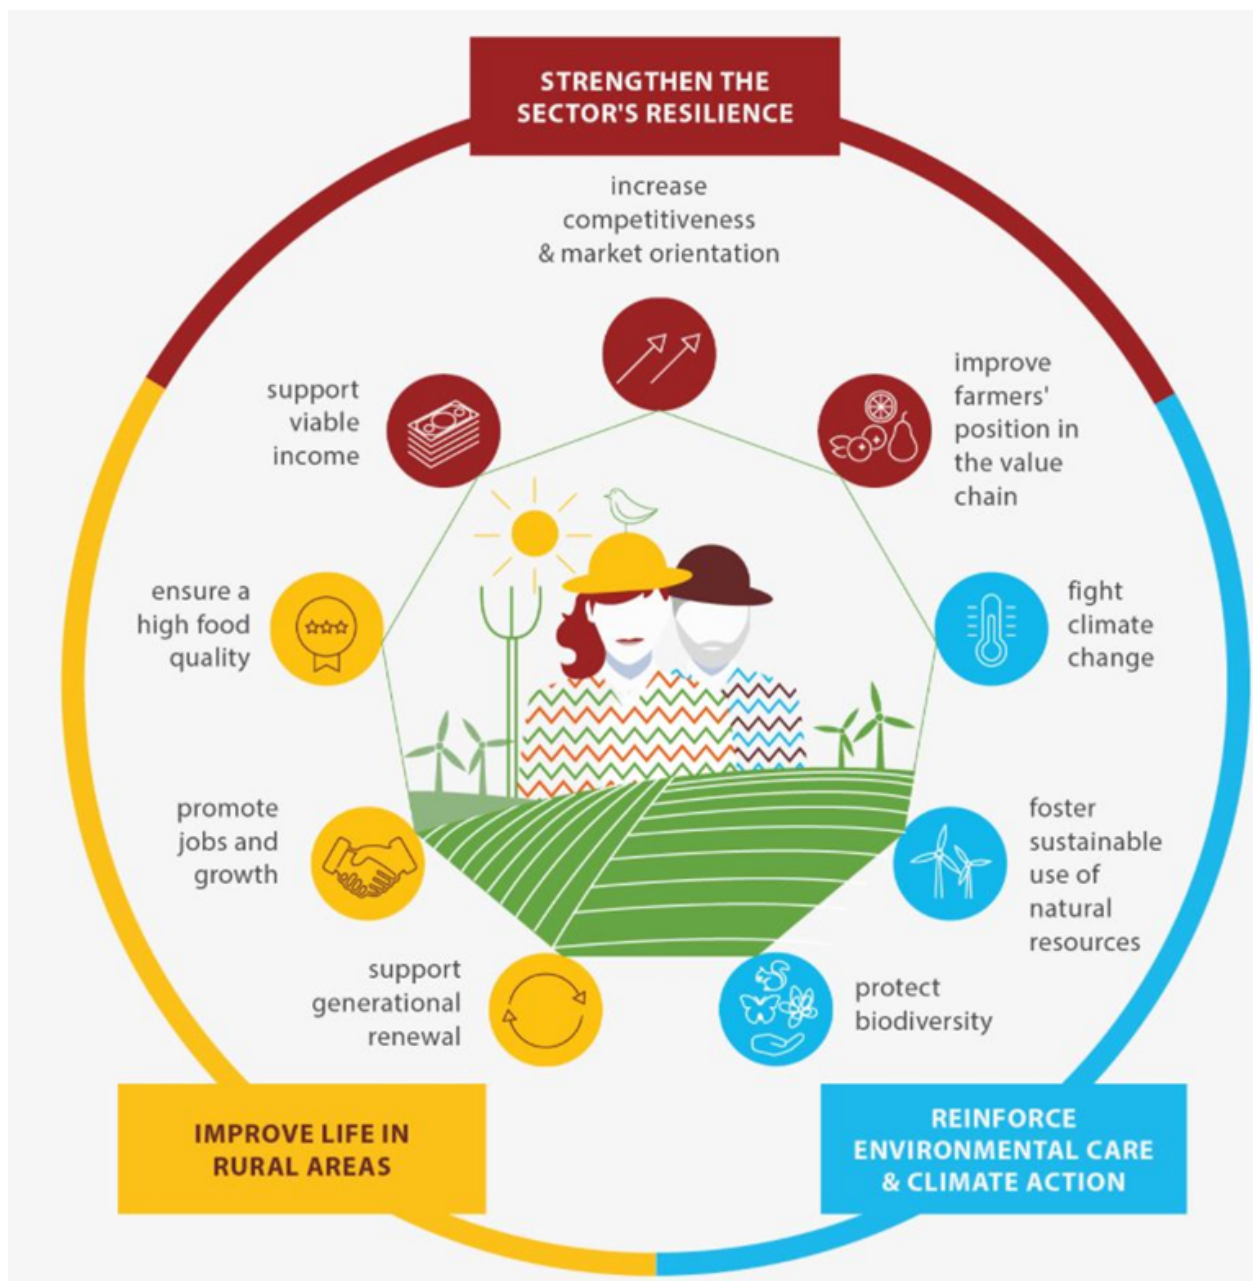 STRENGTHEN THE
SECTOR'S RESILIENCE
increase
competitiveness
& market orientation
support
viable
income
improve
farmers'
position in
the value
chain
ensure a
high food
quality
fight
climate
change
promote
jobs and
growth
foster
sustainable
use of
natural
resources
support
generational
renewal
protect
biodiversity
IMPROVE LIFE IN
RURAL AREAS
REINFORCE
ENVIRONMENTAL CARE
& CLIMATE ACTION